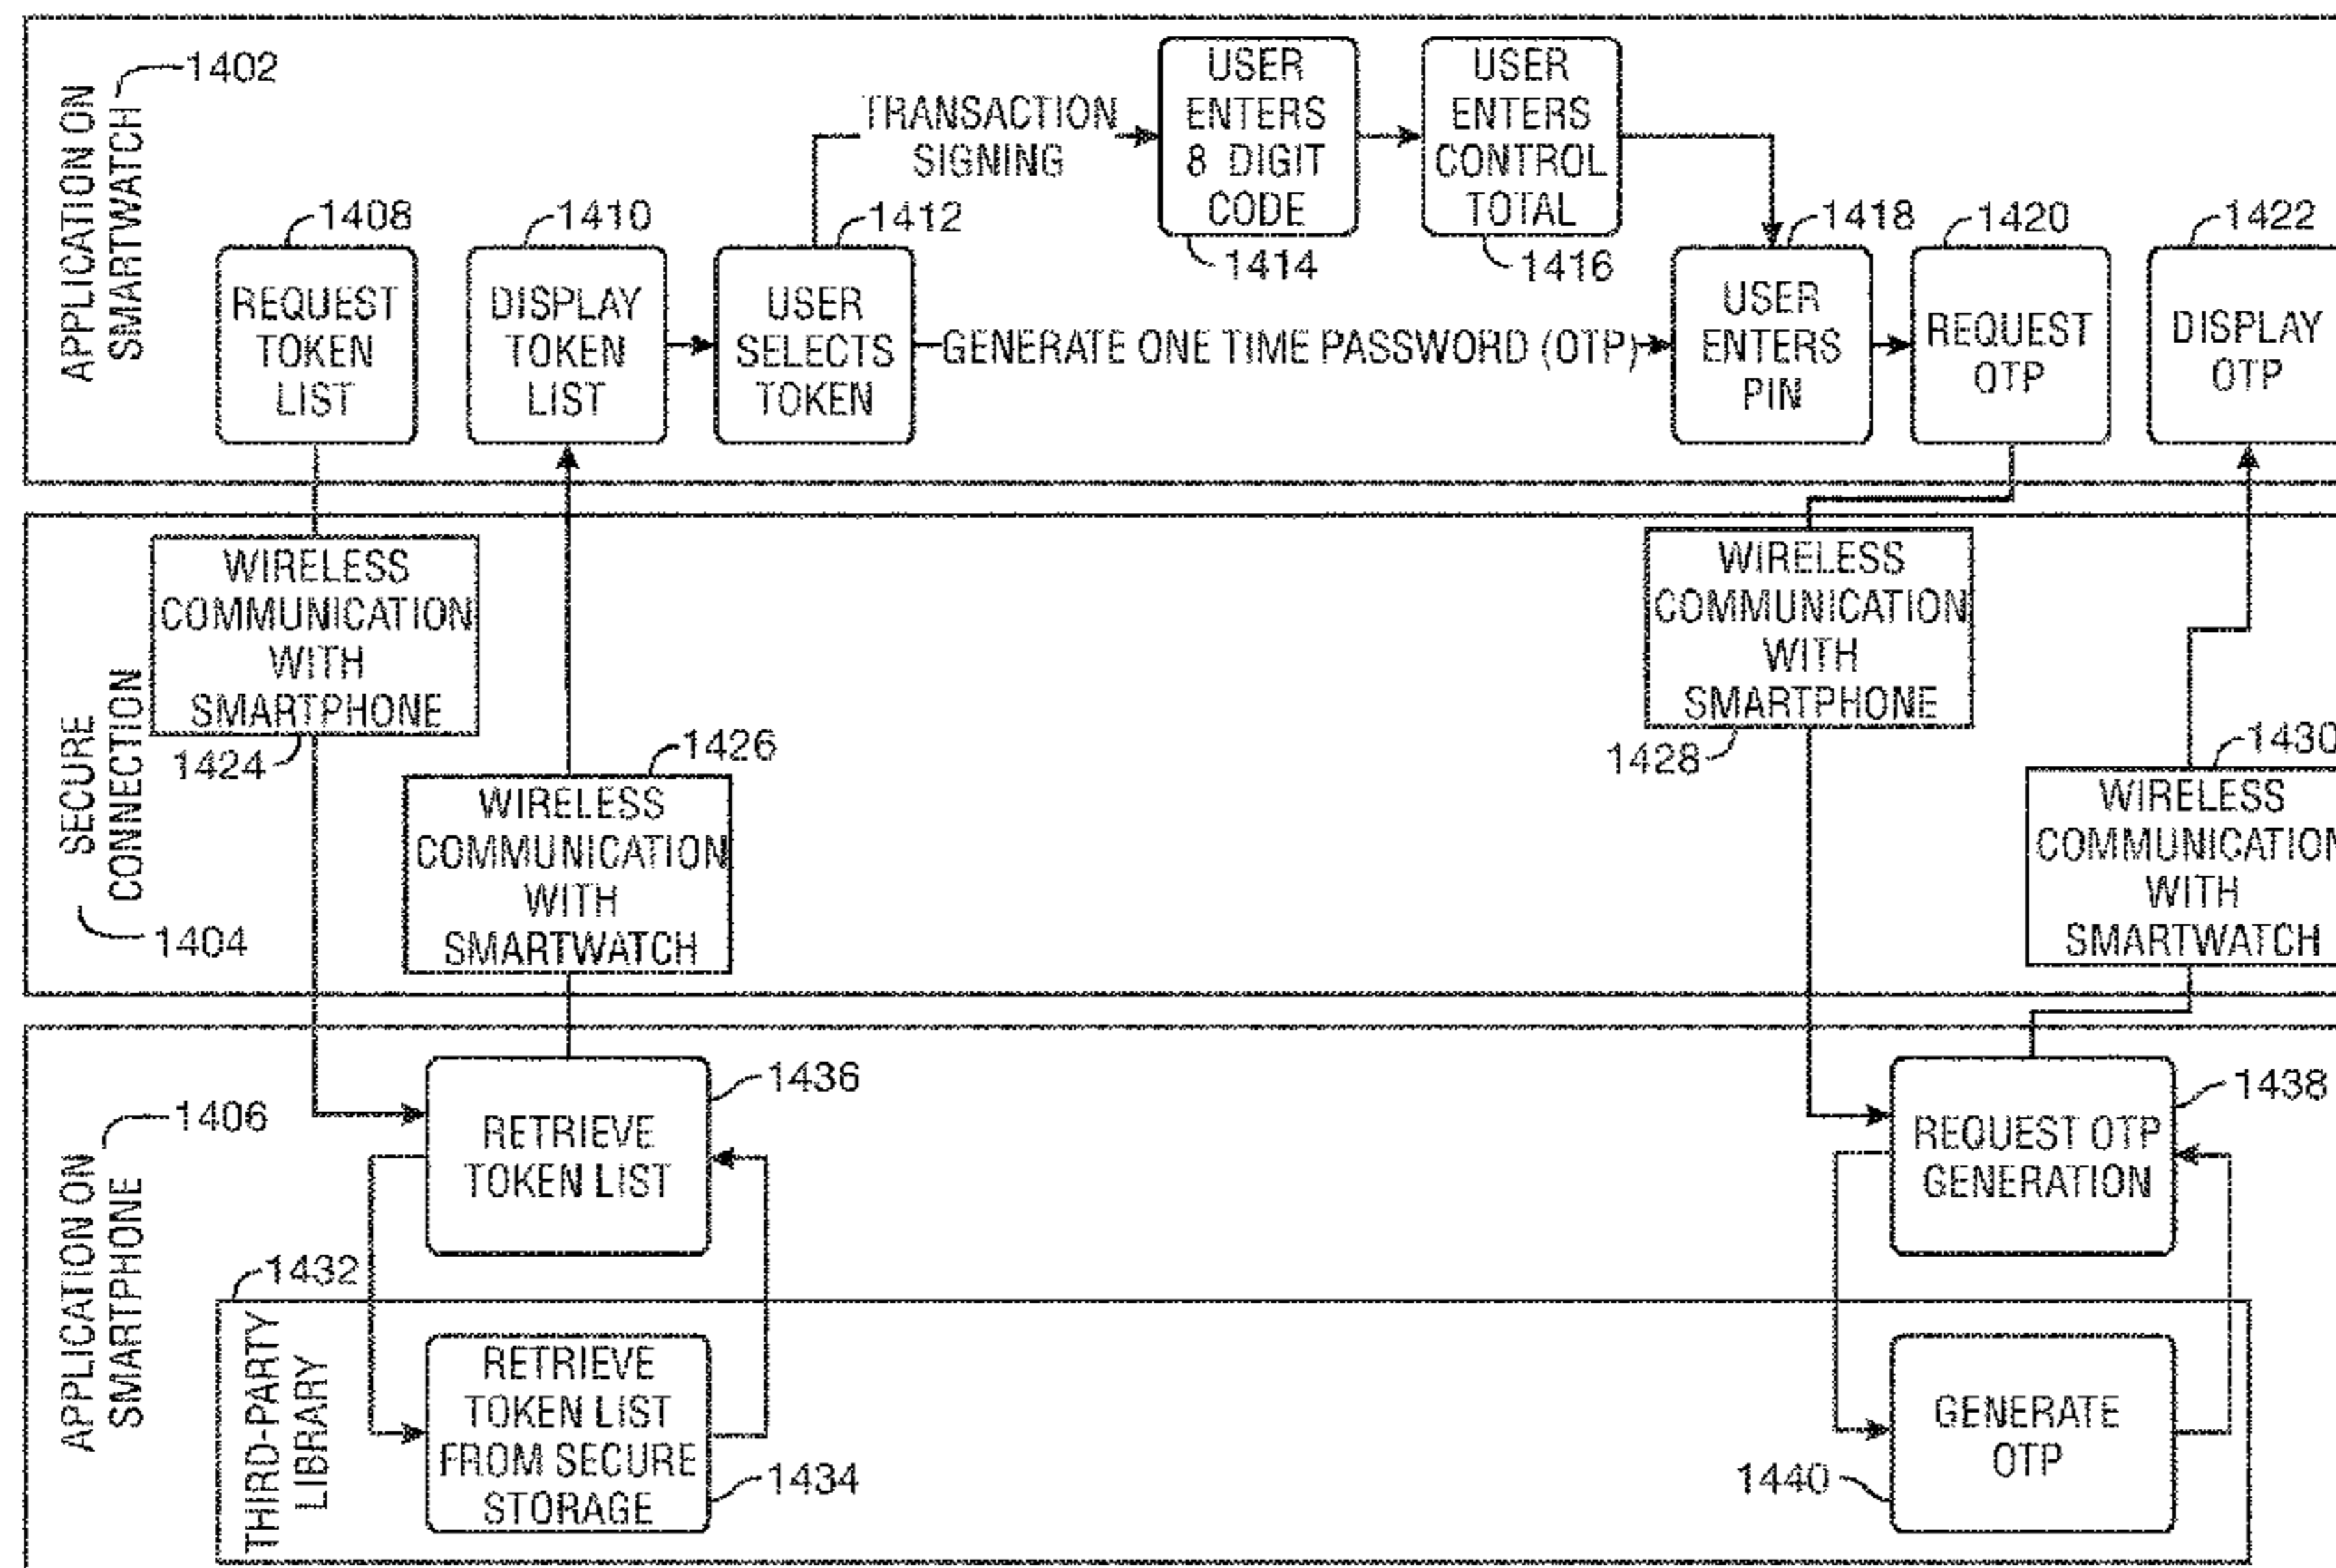 APPLICATION ON
SMARTWATCH
1402
1408
REQUEST
TOKEN
LIST
1410
DISPLAY
TOKEN
LIST
1412
USER
SELECTS
TOKEN
TRANSACTION
SIGNING
USER
ENTERS
8 DIGIT
CODE
1414
USER
ENTERS
CONTROL
TOTAL
1416
GENERATE ONE TIME PASSWORD (OTP)
1418
USER
ENTERS
PIN
1420
REQUEST
OTP
1422
DISPLAY
OTP
SECURE
CONNECTION
1404
WIRELESS
COMMUNICATION
WITH
SMARTPHONE
1424
1426
WIRELESS
COMMUNICATION
WITH
SMARTWATCH
WIRELESS
COMMUNICATION
WITH
SMARTPHONE
1428
1430
WIRELESS
COMMUNICATION
WITH
SMARTWATCH
APPLICATION ON
SMARTPHONE
1406
1436
RETRIEVE
TOKEN LIST
1438
REQUEST OTP
GENERATION
1432
THIRD-PARTY
LIBRARY
RETRIEVE
TOKEN LIST
FROM SECURE
STORAGE
1434
GENERATE
OTP
1440